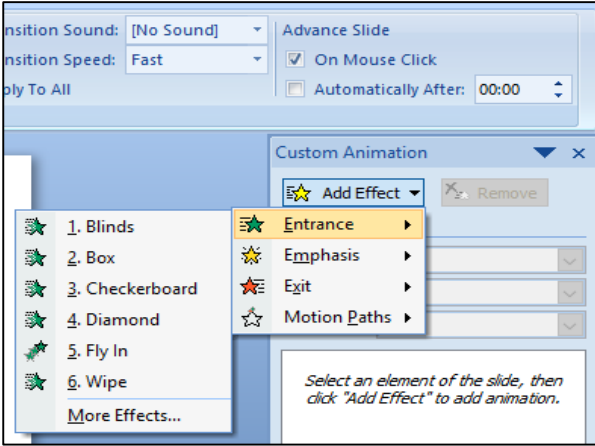 nsition Sound: [No Sound]
Advance Slide
nsition Speed: Fast
On Mouse Click
ply To All
Automatically After: 00:00
Custom Animation
Add Effect
Remove
Entrance
Emphasis
Exit
Motion Paths
1. Blinds
2. Box
3. Checkerboard
4. Diamond
5. Fly In
6. Wipe
More Effects...
Select an element of the slide, then
click "Add Effect" to add animation.